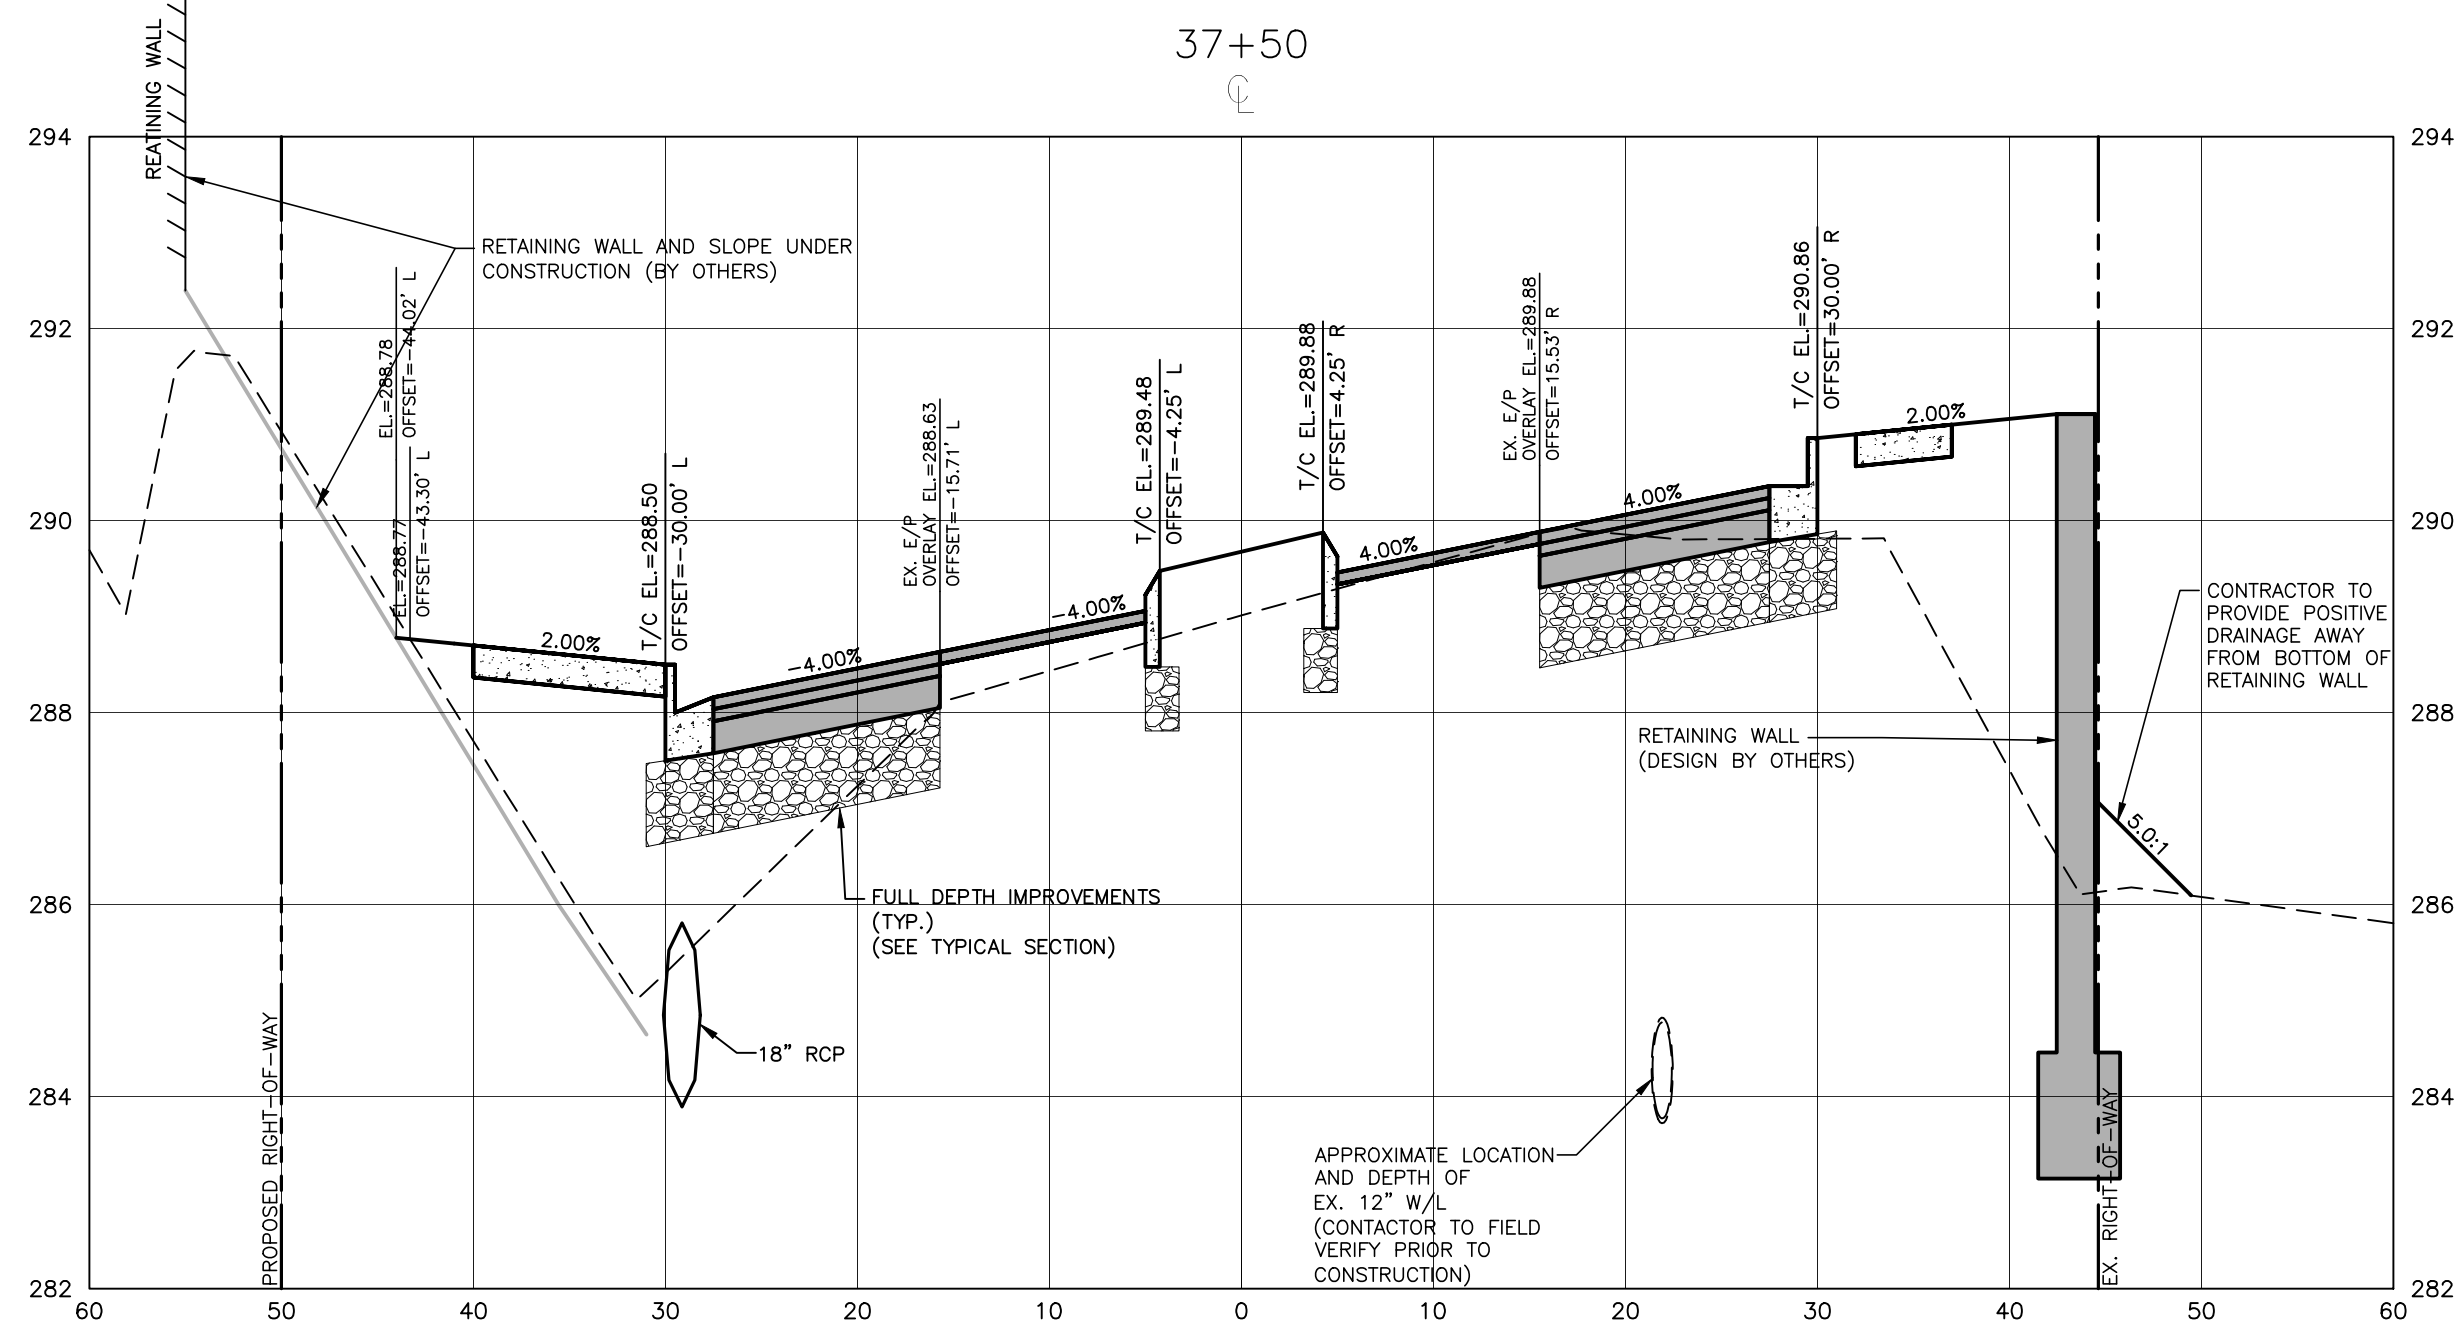 37+50
CL
294
294
REATINING WALL
RETAINING WALL AND SLOPE UNDER
CONSTRUCTION (BY OTHERS)
EL.=288.78
OFFSET=-44.02' L
EL.=288.77
OFFSET=-43.30' L
T/C EL.=288.50
OFFSET=-30.00' L
EX. E/P
OVERLAY EL.=288.63
OFFSET=-15.71' L
T/C EL.=289.48
OFFSET=-4.25' L
T/C EL.=289.88
OFFSET=4.25' R
EX. E/P
OVERLAY EL.=289.88
OFFSET=15.53' R
T/C EL.=290.86
OFFSET=30.00' R
292
292
2.00%
4.00%
4.00%
290
290
-4.00%
-4.00%
2.00%
CONTRACTOR TO
PROVIDE POSITIVE
DRAINAGE AWAY
FROM BOTTOM OF
RETAINING WALL
288
288
RETAINING WALL
(DESIGN BY OTHERS)
5.0:1
FULL DEPTH IMPROVEMENTS
(TYP.)
(SEE TYPICAL SECTION)
286
286
18" RCP
284
284
APPROXIMATE LOCATION
AND DEPTH OF
EX. 12" W/L
(CONTACTOR TO FIELD
VERIFY PRIOR TO
CONSTRUCTION)
PROPOSED RIGHT-OF-WAY
EX. RIGHT-OF-WAY
282
282
60 50 40 30 20 10 0 10 20 30 40 50 60